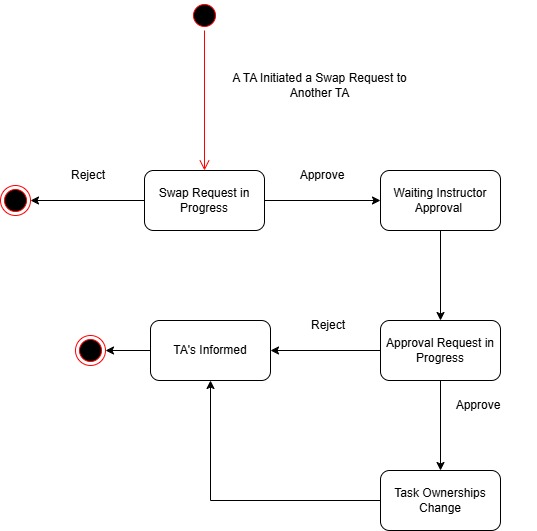 A TA Initiated a Swap Request to
Another TA
Reject
Approve
Swap Request in
Progress
Waiting Instructor
Approval
Reject
TA's Informed
Approval Request in
Progress
Approve
Task Ownerships
Change